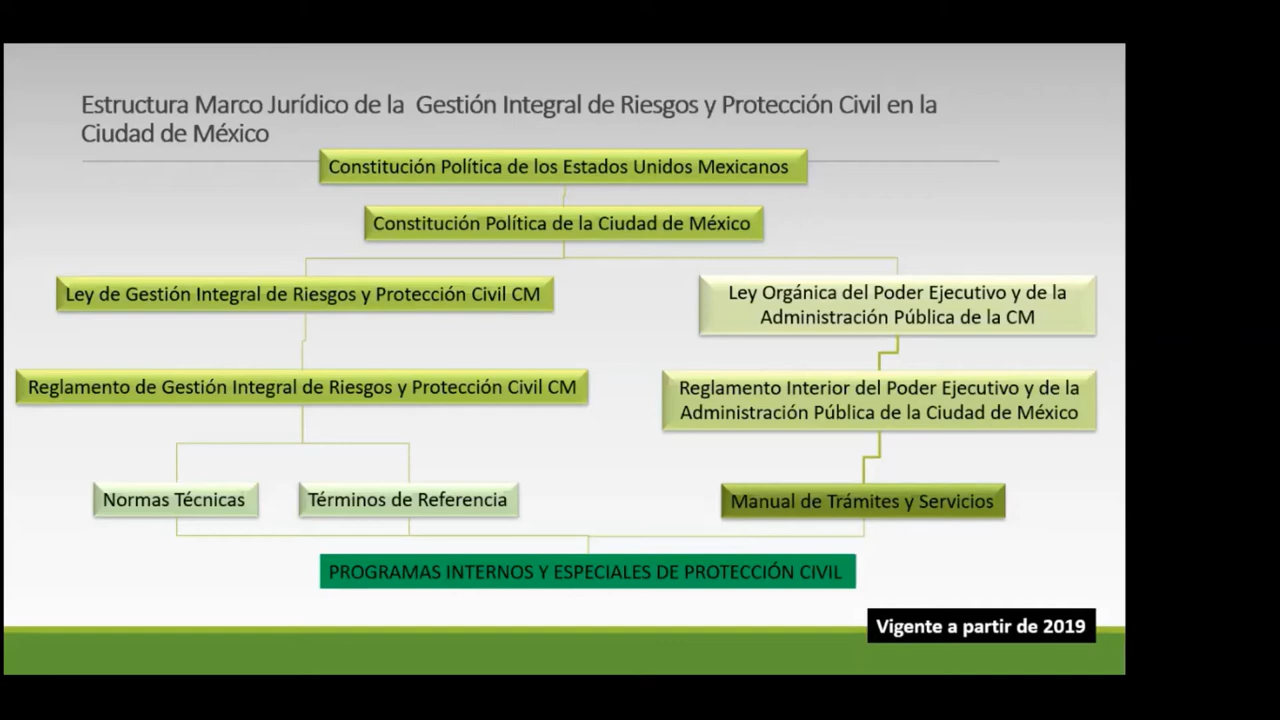 Estructura Marco Jurídico de la Gestión Integral de Riesgos y Protección Civil en la
Ciudad de México
Constitución Política de los Estados Unidos Mexicanos
Constitución Política de la Ciudad de México
Ley de Gestión Integral de Riesgos y Protección Civil CM
Ley Orgánica del Poder Ejecutivo y de la
Administración Pública de la CM
Reglamento de Gestión Integral de Riesgos y Protección Civil CM
Reglamento Interior del Poder Ejecutivo y de la
Administración Pública de la Ciudad de México
Normas Técnicas
Términos de Referencia
Manual de Trámites y Servicios
PROGRAMAS INTERNOS Y ESPECIALES DE PROTECCIÓN CIVIL
Vigente a partir de 2019